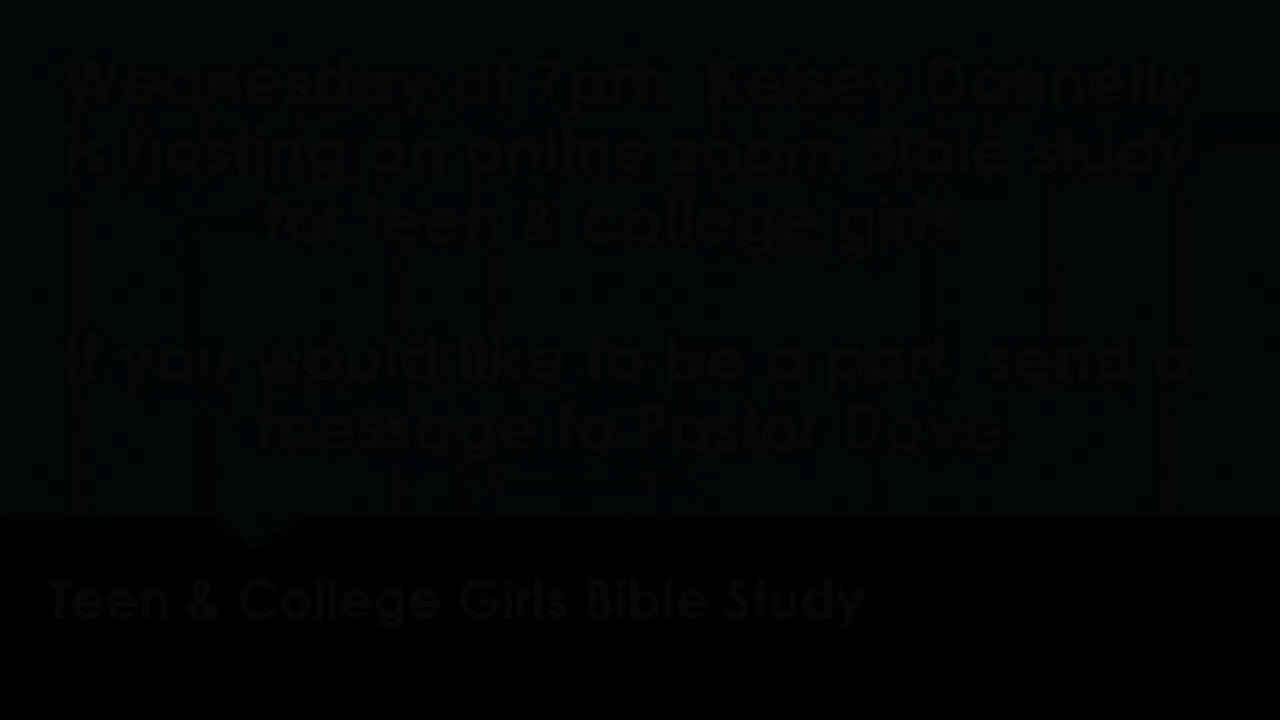 Wednesday at 7pm, Kelsey Donnelly
is hosting an online zoom Bible study
for teen & college girls.
If you would like to be a part, send a
message to Pastor Dave
Teen & College Girls Bible Study